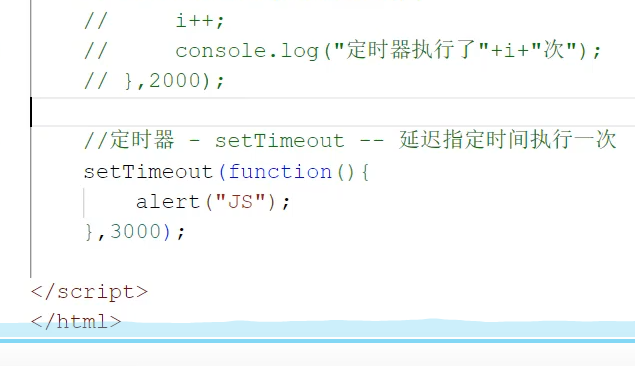 //     i++;
//     console.log("定时器执行了"+i+"次");
// },2000);
//定时器 - setTimeout -- 延迟指定时间执行一次
setTimeout(function(){
    alert("JS");
},3000);
</script>
</html>